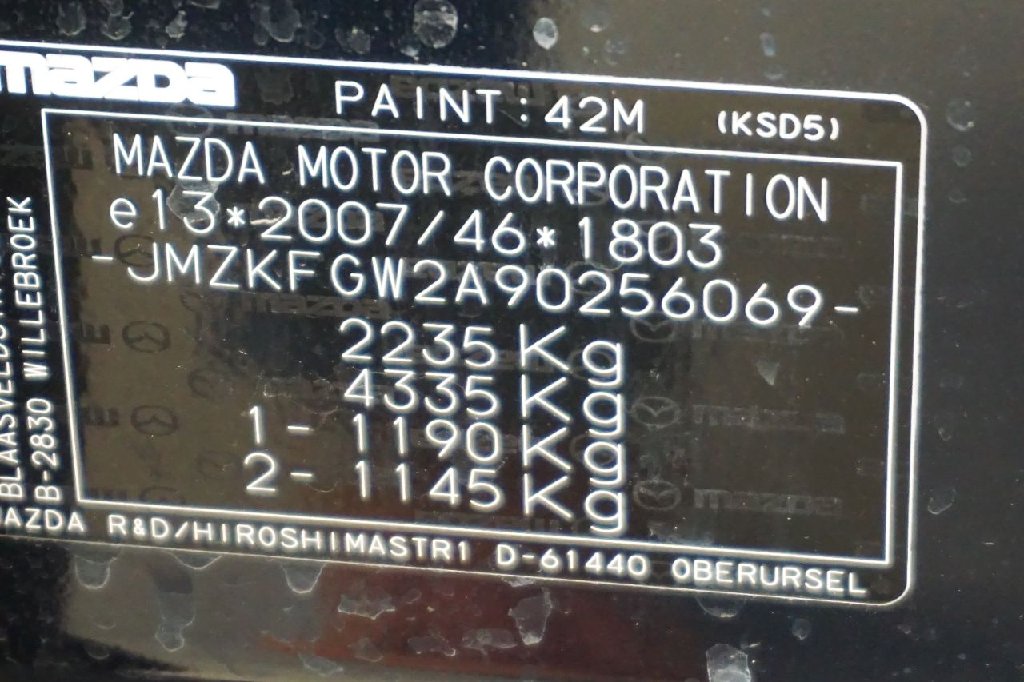 mazda PAINT:42M (KSD5)
MAZDA MOTOR CORPORATION
e13*2007/46*1803
-JMZKFGW2A90256069-
2235Kg
4335Kg
1- 1190Kg
2- 1145Kg
B-2830 WILLEBROEK
MAZDA R&D/HIROSHIMASTR1 D-61440 OBERURSEL